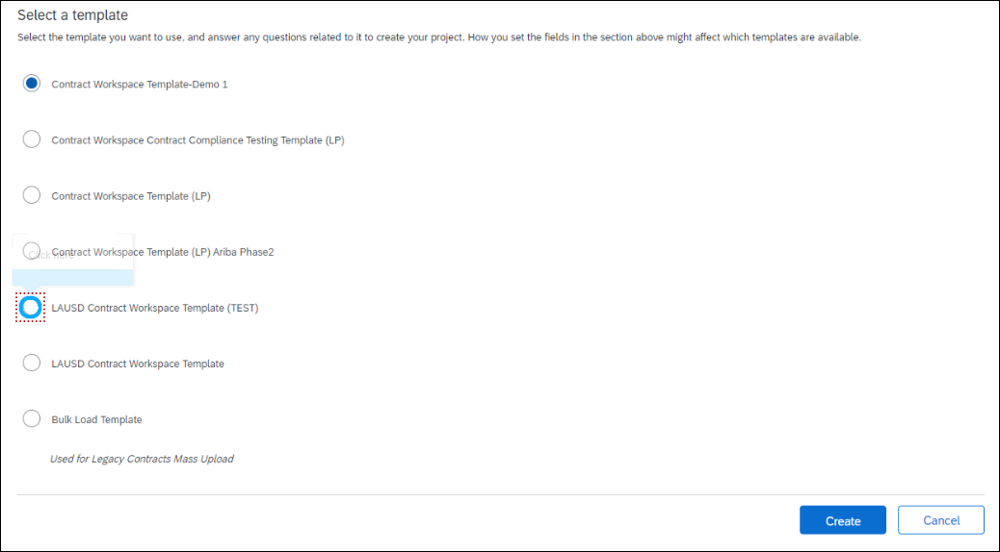 Select a template
Select the template you want to use, and answer any questions related to it to create your project. How you set the fields in the section above might affect which templates are available.
Contract Workspace Template-Demo 1
Contract Workspace Contract Compliance Testing Template (LP)
Contract Workspace Template (LP)
Contract Workspace Template (LP) Ariba Phase2
Click here
LAUSD Contract Workspace Template (TEST)
LAUSD Contract Workspace Template
Bulk Load Template
Used for Legacy Contracts Mass Upload
Create
Cancel